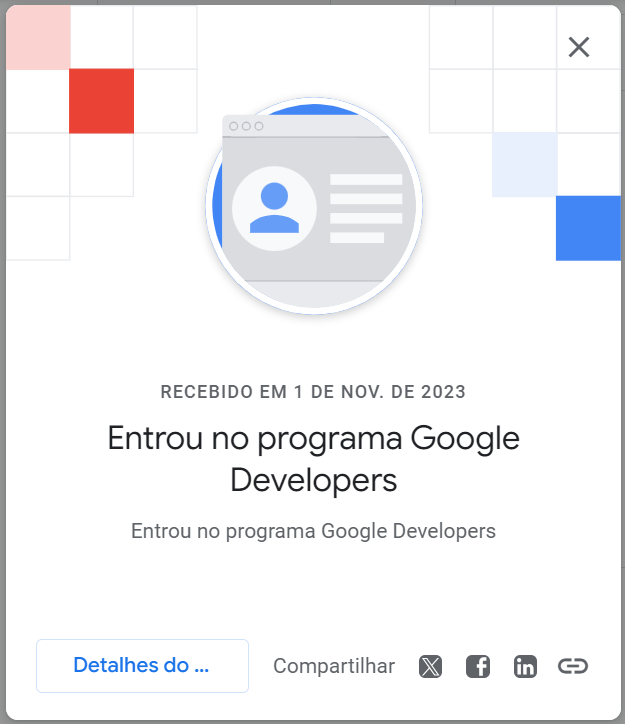 RECEBIDO EM 1 DE NOV. DE 2023
Entrou no programa Google
Developers
Entrou no programa Google Developers
Detalhes do ...
Compartilhar